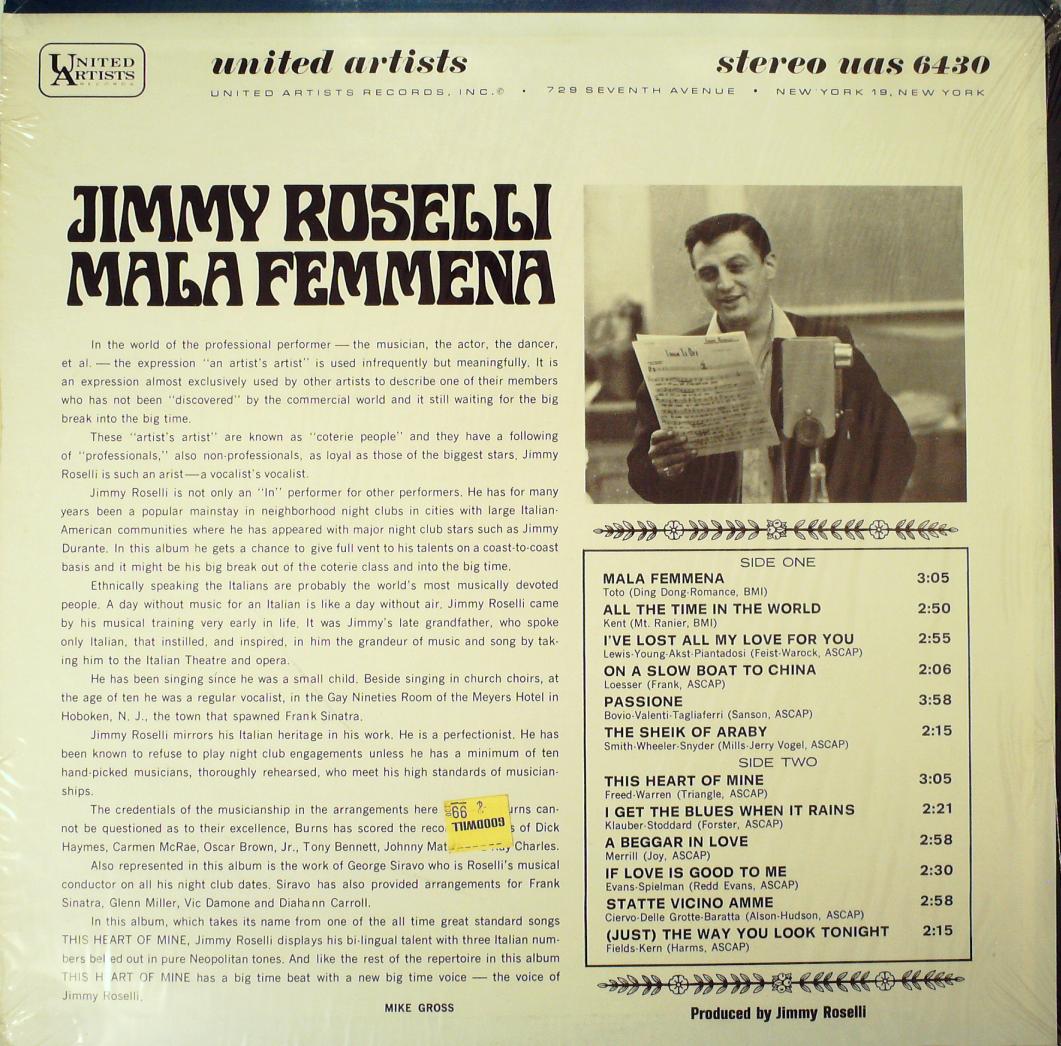 UNITED
ARTISTS
RECORDS
united artists
stereo uas 6430
UNITED ARTISTS RECORDS, INC.© • 729 SEVENTH AVENUE • NEW YORK 19, NEW YORK
JIMMY ROSELLI
MALA FEMMENA
In the world of the professional performer — the musician, the actor, the dancer,
et al. — the expression "an artist's artist" is used infrequently but meaningfully. It is
an expression almost exclusively used by other artists to describe one of their members
who has not been "discovered" by the commercial world and it still waiting for the big
break into the big time.
These "artist's artist" are known as "coterie people" and they have a following
of "professionals," also non-professionals, as loyal as those of the biggest stars. Jimmy
Roselli is such an arist—a vocalist's vocalist.
Jimmy Roselli is not only an "In" performer for other performers. He has for many
years been a popular mainstay in neighborhood night clubs in cities with large Italian-
American communities where he has appeared with major night club stars such as Jimmy
Durante. In this album he gets a chance to give full vent to his talents on a coast-to-coast
basis and it might be his big break out of the coterie class and into the big time.
Ethnically speaking the Italians are probably the world's most musically devoted
people. A day without music for an Italian is like a day without air. Jimmy Roselli came
by his musical training very early in life. It was Jimmy's late grandfather, who spoke
only Italian, that instilled, and inspired, in him the grandeur of music and song by tak-
ing him to the Italian Theatre and opera.
He has been singing since he was a small child. Beside singing in church choirs, at
the age of ten he was a regular vocalist, in the Gay Nineties Room of the Meyers Hotel in
Hoboken, N. J., the town that spawned Frank Sinatra.
Jimmy Roselli mirrors his Italian heritage in his work. He is a perfectionist. He has
been known to refuse to play night club engagements unless he has a minimum of ten
hand-picked musicians, thoroughly rehearsed, who meet his high standards of musician-
ships.
The credentials of the musicianship in the arrangements here urns can-
not be questioned as to their excellence, Burns has scored the reco s of Dick
Haymes, Carmen McRae, Oscar Brown, Jr., Tony Bennett, Johnny Mat Charles.
Also represented in this album is the work of George Siravo who is Roselli's musical
conductor on all his night club dates. Siravo has also provided arrangements for Frank
Sinatra, Glenn Miller, Vic Damone and Diahann Carroll.
In this album, which takes its name from one of the all time great standard songs
THIS HEART OF MINE, Jimmy Roselli displays his bi-lingual talent with three Italian num-
bers belted out in pure Neopolitan tones. And like the rest of the repertoire in this album
THIS HEART OF MINE has a big time beat with a new big time voice — the voice of
Jimmy Roselli.
MIKE GROSS
GOODWILL
.99
SIDE ONE
MALA FEMMENA 3:05
Toto (Ding Dong-Romance, BMI)
ALL THE TIME IN THE WORLD 2:50
Kent (Mt. Ranier, BMI)
I'VE LOST ALL MY LOVE FOR YOU 2:55
Lewis-Young-Akst-Piantadosi (Feist-Warock, ASCAP)
ON A SLOW BOAT TO CHINA 2:06
Loesser (Frank, ASCAP)
PASSIONE 3:58
Bovio-Valenti-Tagliaferri (Sanson, ASCAP)
THE SHEIK OF ARABY 2:15
Smith-Wheeler-Snyder (Mills-Jerry Vogel, ASCAP)
SIDE TWO
THIS HEART OF MINE 3:05
Freed-Warren (Triangle, ASCAP)
I GET THE BLUES WHEN IT RAINS 2:21
Klauber-Stoddard (Forster, ASCAP)
A BEGGAR IN LOVE 2:58
Merrill (Joy, ASCAP)
IF LOVE IS GOOD TO ME 2:30
Evans-Spielman (Redd Evans, ASCAP)
STATTE VICINO AMME 2:58
Ciervo-Delle Grotte-Baratta (Alson-Hudson, ASCAP)
(JUST) THE WAY YOU LOOK TONIGHT 2:15
Fields-Kern (Harms, ASCAP)
Produced by Jimmy Roselli